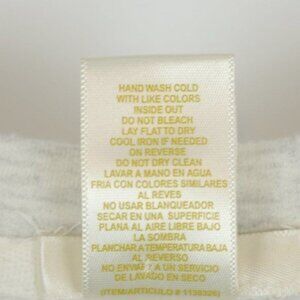 HAND WASH COLD
WITH LIKE COLORS
INSIDE OUT
DO NOT BLEACH
LAY FLAT TO DRY
COOL IRON IF NEEDED
ON REVERSE
DO NOT DRY CLEAN
LAVAR A MANO EN AGUA
FRIA CON COLORES SIMILARES
AL REVES
NO USAR BLANQUEADOR
SECAR EN UNA SUPERFICIE
PLANA AL AIRE LIBRE BAJO
LA SOMBRA
PLANCHAR A TEMPERATURA BAJA
AL REVERSO
NO ENVIAR A UN SERVICIO
DE LAVADO EN SECO
(ITEM/ARTICULO # 1138326)